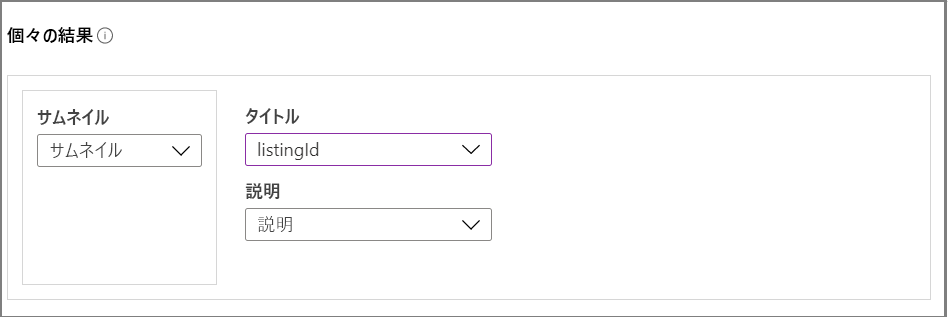 個々の結果
サムネイル
サムネイル
タイトル
listingId
説明
説明